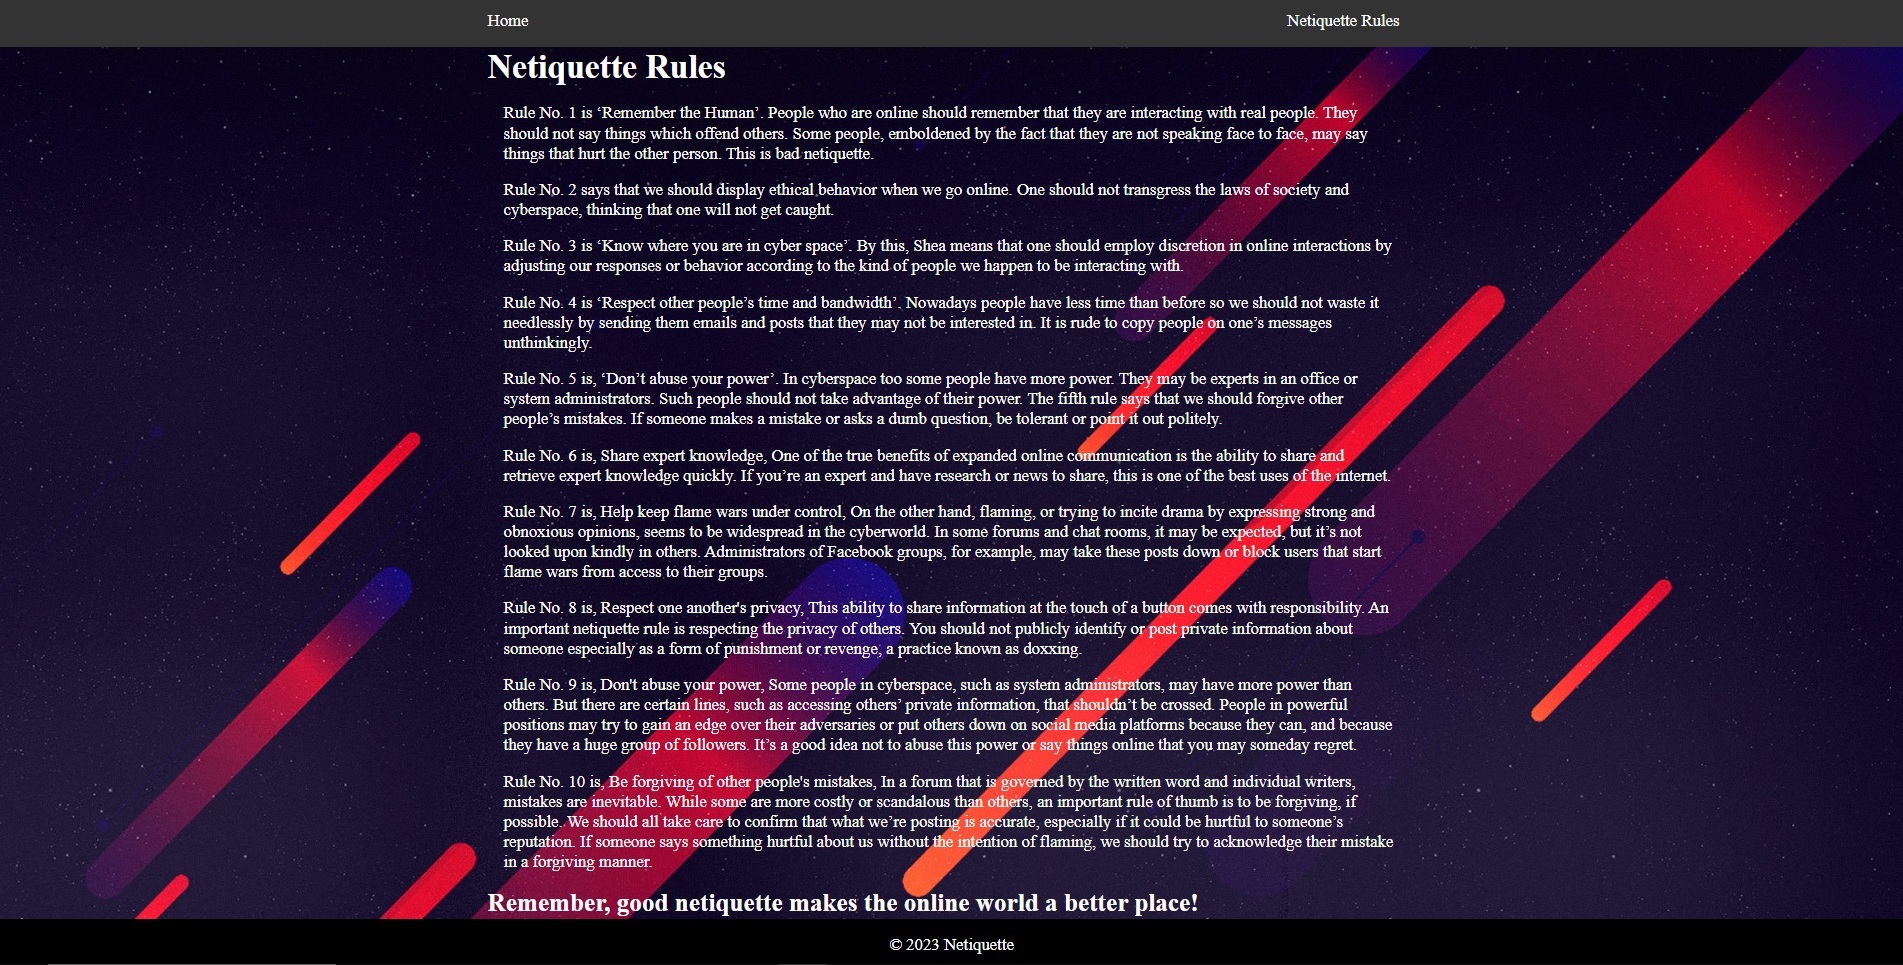 Home
Netiquette Rules
Netiquette Rules
Rule No. 1 is ‘Remember the Human’. People who are online should remember that they are interacting with real people. They
should not say things which offend others. Some people, emboldened by the fact that they are not speaking face to face, may say
things that hurt the other person. This is bad netiquette.
Rule No. 2 says that we should display ethical behavior when we go online. One should not transgress the laws of society and
cyberspace, thinking that one will not get caught.
Rule No. 3 is ‘Know where you are in cyber space’. By this, Shea means that one should employ discretion in online interactions by
adjusting our responses or behavior according to the kind of people we happen to be interacting with.
Rule No. 4 is ‘Respect other people’s time and bandwidth’. Nowadays people have less time than before so we should not waste it
needlessly by sending them emails and posts that they may not be interested in. It is rude to copy people on one’s messages
unthinkingly.
Rule No. 5 is, ‘Don’t abuse your power’. In cyberspace too some people have more power. They may be experts in an office or
system administrators. Such people should not take advantage of their power. The fifth rule says that we should forgive other
people’s mistakes. If someone makes a mistake or asks a dumb question, be tolerant or point it out politely.
Rule No. 6 is, Share expert knowledge, One of the true benefits of expanded online communication is the ability to share and
retrieve expert knowledge quickly. If you’re an expert and have research or news to share, this is one of the best uses of the internet.
Rule No. 7 is, Help keep flame wars under control, On the other hand, flaming, or trying to incite drama by expressing strong and
obnoxious opinions, seems to be widespread in the cyberworld. In some forums and chat rooms, it may be expected, but it’s not
looked upon kindly in others. Administrators of Facebook groups, for example, may take these posts down or block users that start
flame wars from access to their groups.
Rule No. 8 is, Respect one another's privacy, This ability to share information at the touch of a button comes with responsibility. An
important netiquette rule is respecting the privacy of others. You should not publicly identify or post private information about
someone especially as a form of punishment or revenge, a practice known as doxxing.
Rule No. 9 is, Don't abuse your power, Some people in cyberspace, such as system administrators, may have more power than
others. But there are certain lines, such as accessing others’ private information, that shouldn’t be crossed. People in powerful
positions may try to gain an edge over their adversaries or put others down on social media platforms because they can, and because
they have a huge group of followers. It’s a good idea not to abuse this power or say things online that you may someday regret.
Rule No. 10 is, Be forgiving of other people's mistakes, In a forum that is governed by the written word and individual writers,
mistakes are inevitable. While some are more costly or scandalous than others, an important rule of thumb is to be forgiving, if
possible. We should all take care to confirm that what we’re posting is accurate, especially if it could be hurtful to someone’s
reputation. If someone says something hurtful about us without the intention of flaming, we should try to acknowledge their mistake
in a forgiving manner.
Remember, good netiquette makes the online world a better place!
© 2023 Netiquette